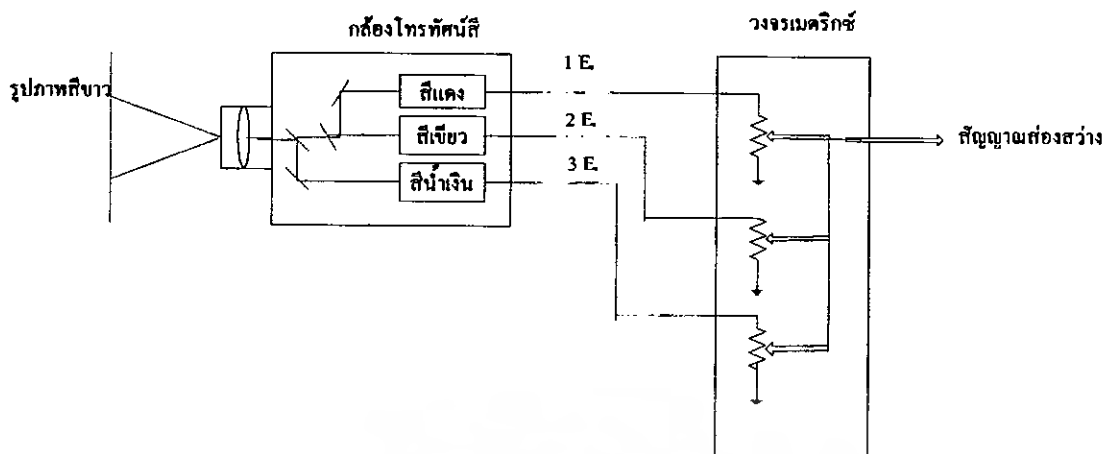 กล้องโทรทัศน์สี
วงจรเมตริกซ์
รูปภาพสีขาว
สีแดง
สีเขียว
สีน้ำเงิน
1 E.
2 E.
3 E.
สัญญาณส่องสว่าง